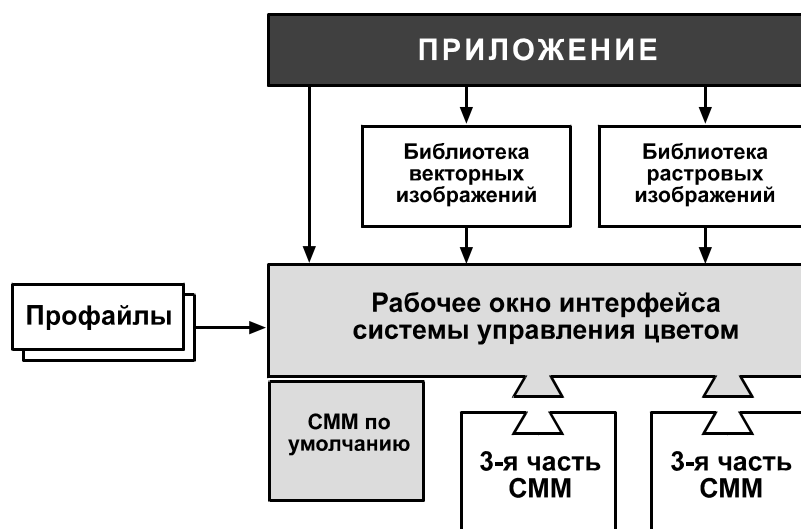 ПРИЛОЖЕНИЕ
Библиотека
векторных
изображений
Библиотека
растровых
изображений
Профайлы
Рабочее окно интерфейса
системы управления цветом
СММ по
умолчанию
3-я часть
СММ
3-я часть
СММ